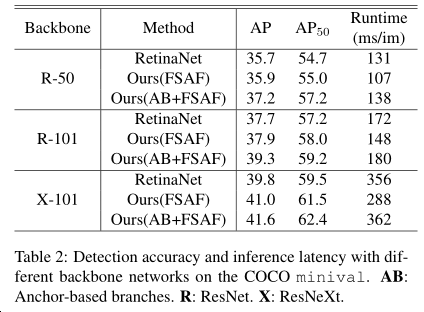 Backbone Method AP AP50 Runtime (ms/im)
R-50 RetinaNet 35.7 54.7 131
Ours(FSAF) 35.9 55.0 107
Ours(AB+FSAF) 37.2 57.2 138
R-101 RetinaNet 37.7 57.2 172
Ours(FSAF) 37.9 58.0 148
Ours(AB+FSAF) 39.3 59.2 180
X-101 RetinaNet 39.8 59.5 356
Ours(FSAF) 41.0 61.5 288
Ours(AB+FSAF) 41.6 62.4 362
Table 2: Detection accuracy and inference latency with dif-
ferent backbone networks on the COCO minival. AB:
Anchor-based branches. R: ResNet. X: ResNeXt.